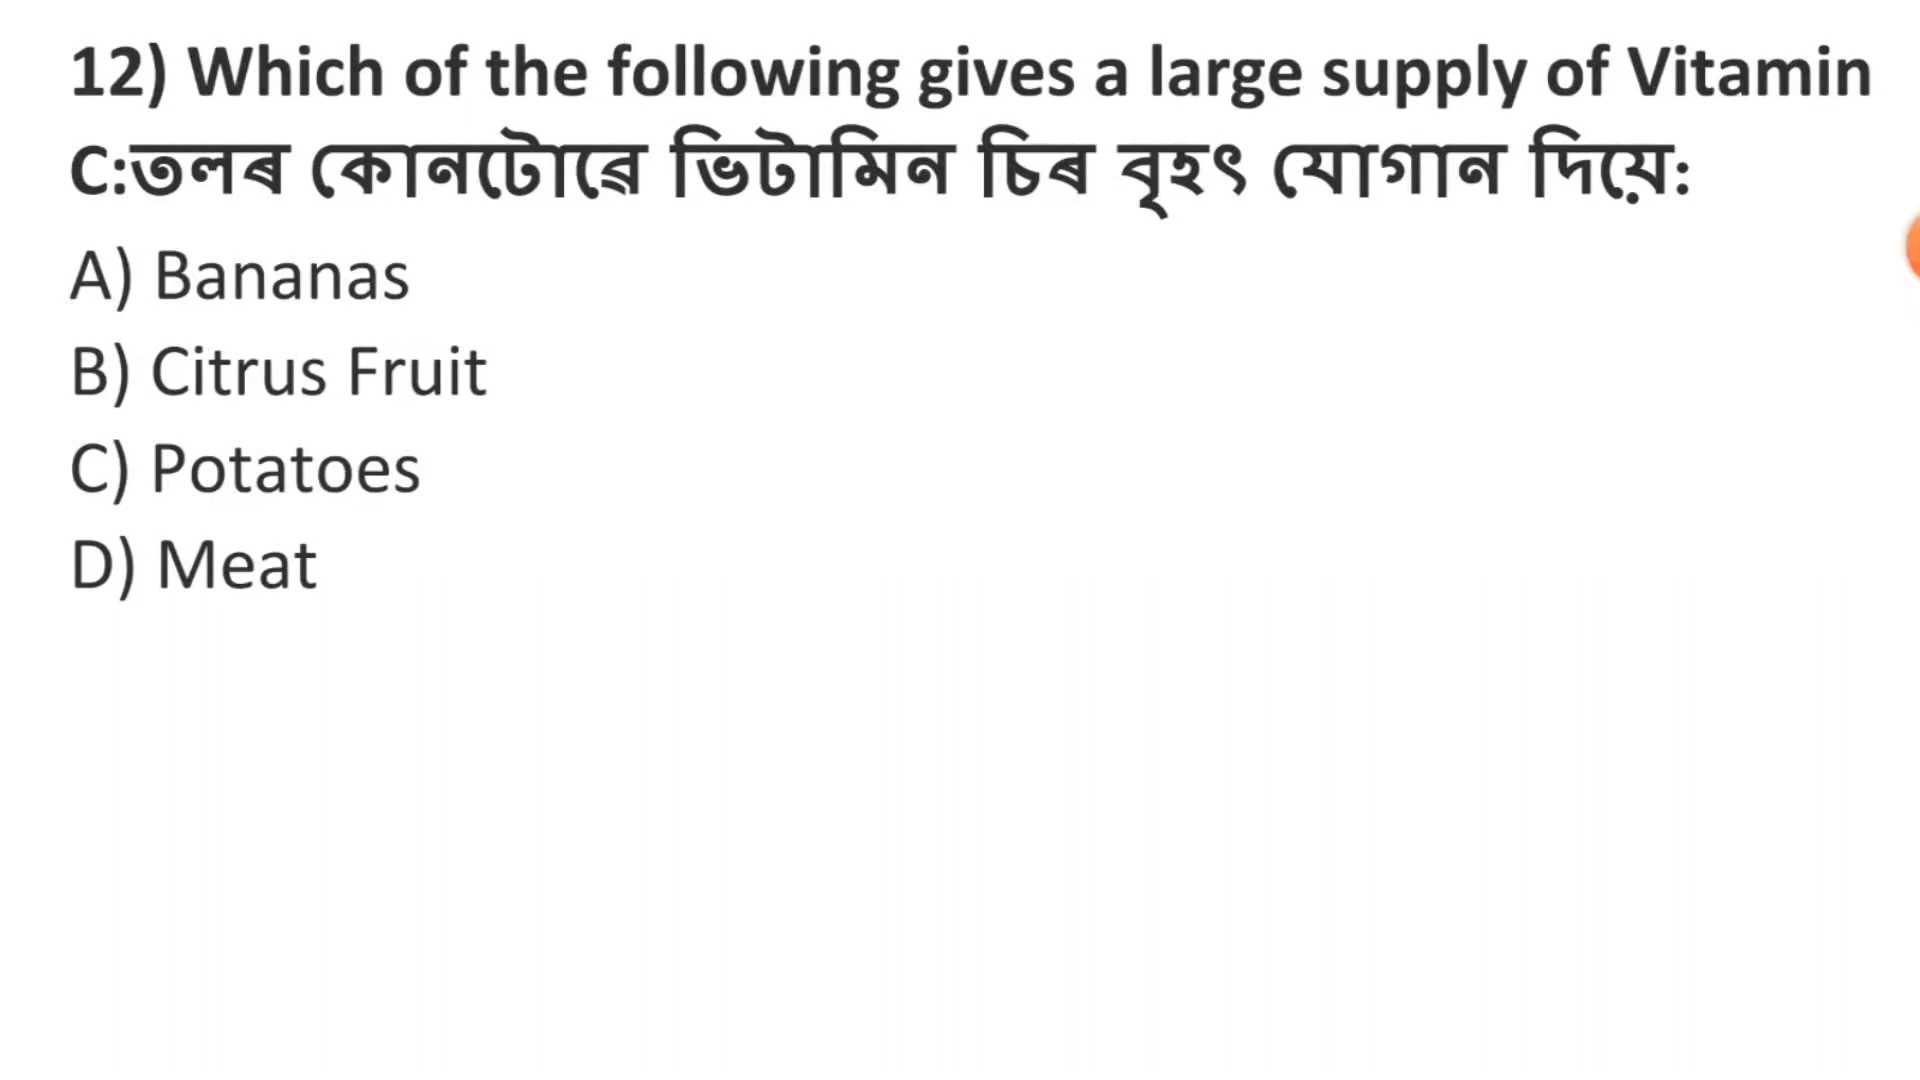 12) Which of the following gives a large supply of Vitamin
C:তলৰ কোনটোৱে ভিটামিন চিৰ বৃহৎ যোগান দিয়ে:
A) Bananas
B) Citrus Fruit
C) Potatoes
D) Meat